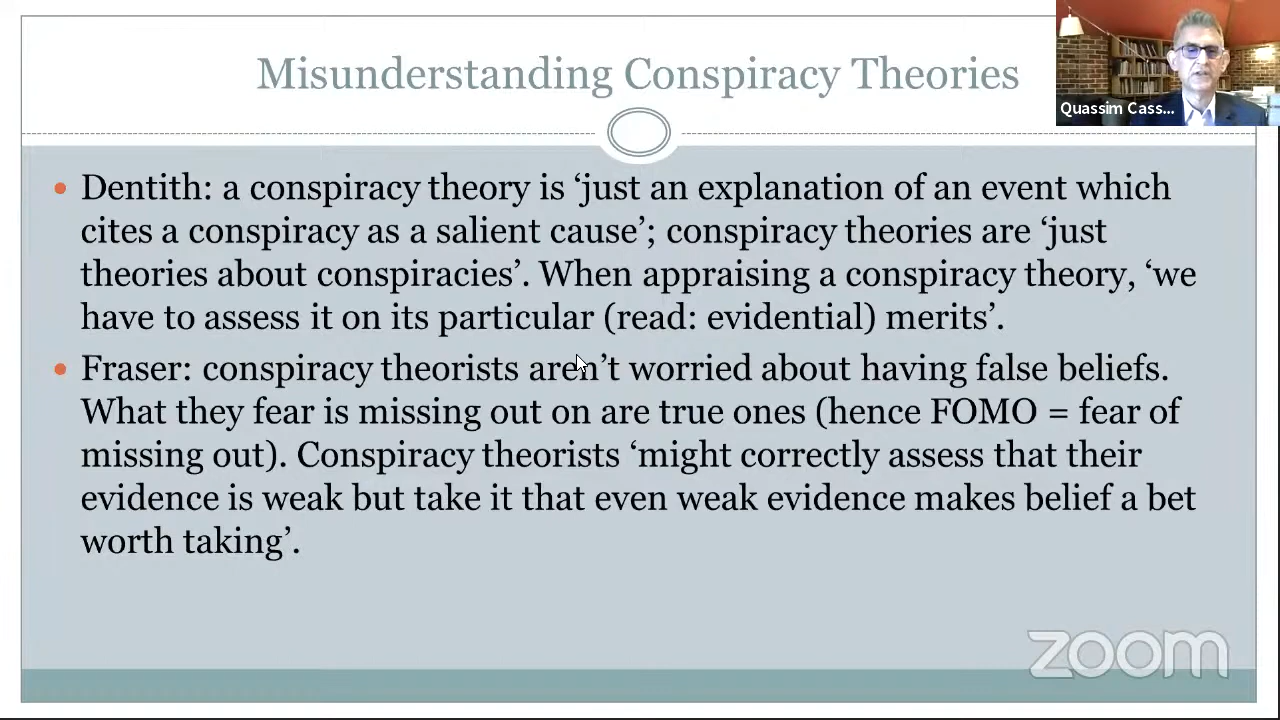 Misunderstanding Conspiracy Theories
Quassim Cass...
Dentith: a conspiracy theory is ‘just an explanation of an event which
cites a conspiracy as a salient cause’; conspiracy theories are ‘just
theories about conspiracies’. When appraising a conspiracy theory, ‘we
have to assess it on its particular (read: evidential) merits’.
Fraser: conspiracy theorists aren’t worried about having false beliefs.
What they fear is missing out on are true ones (hence FOMO = fear of
missing out). Conspiracy theorists ‘might correctly assess that their
evidence is weak but take it that even weak evidence makes belief a bet
worth taking’.
zoom